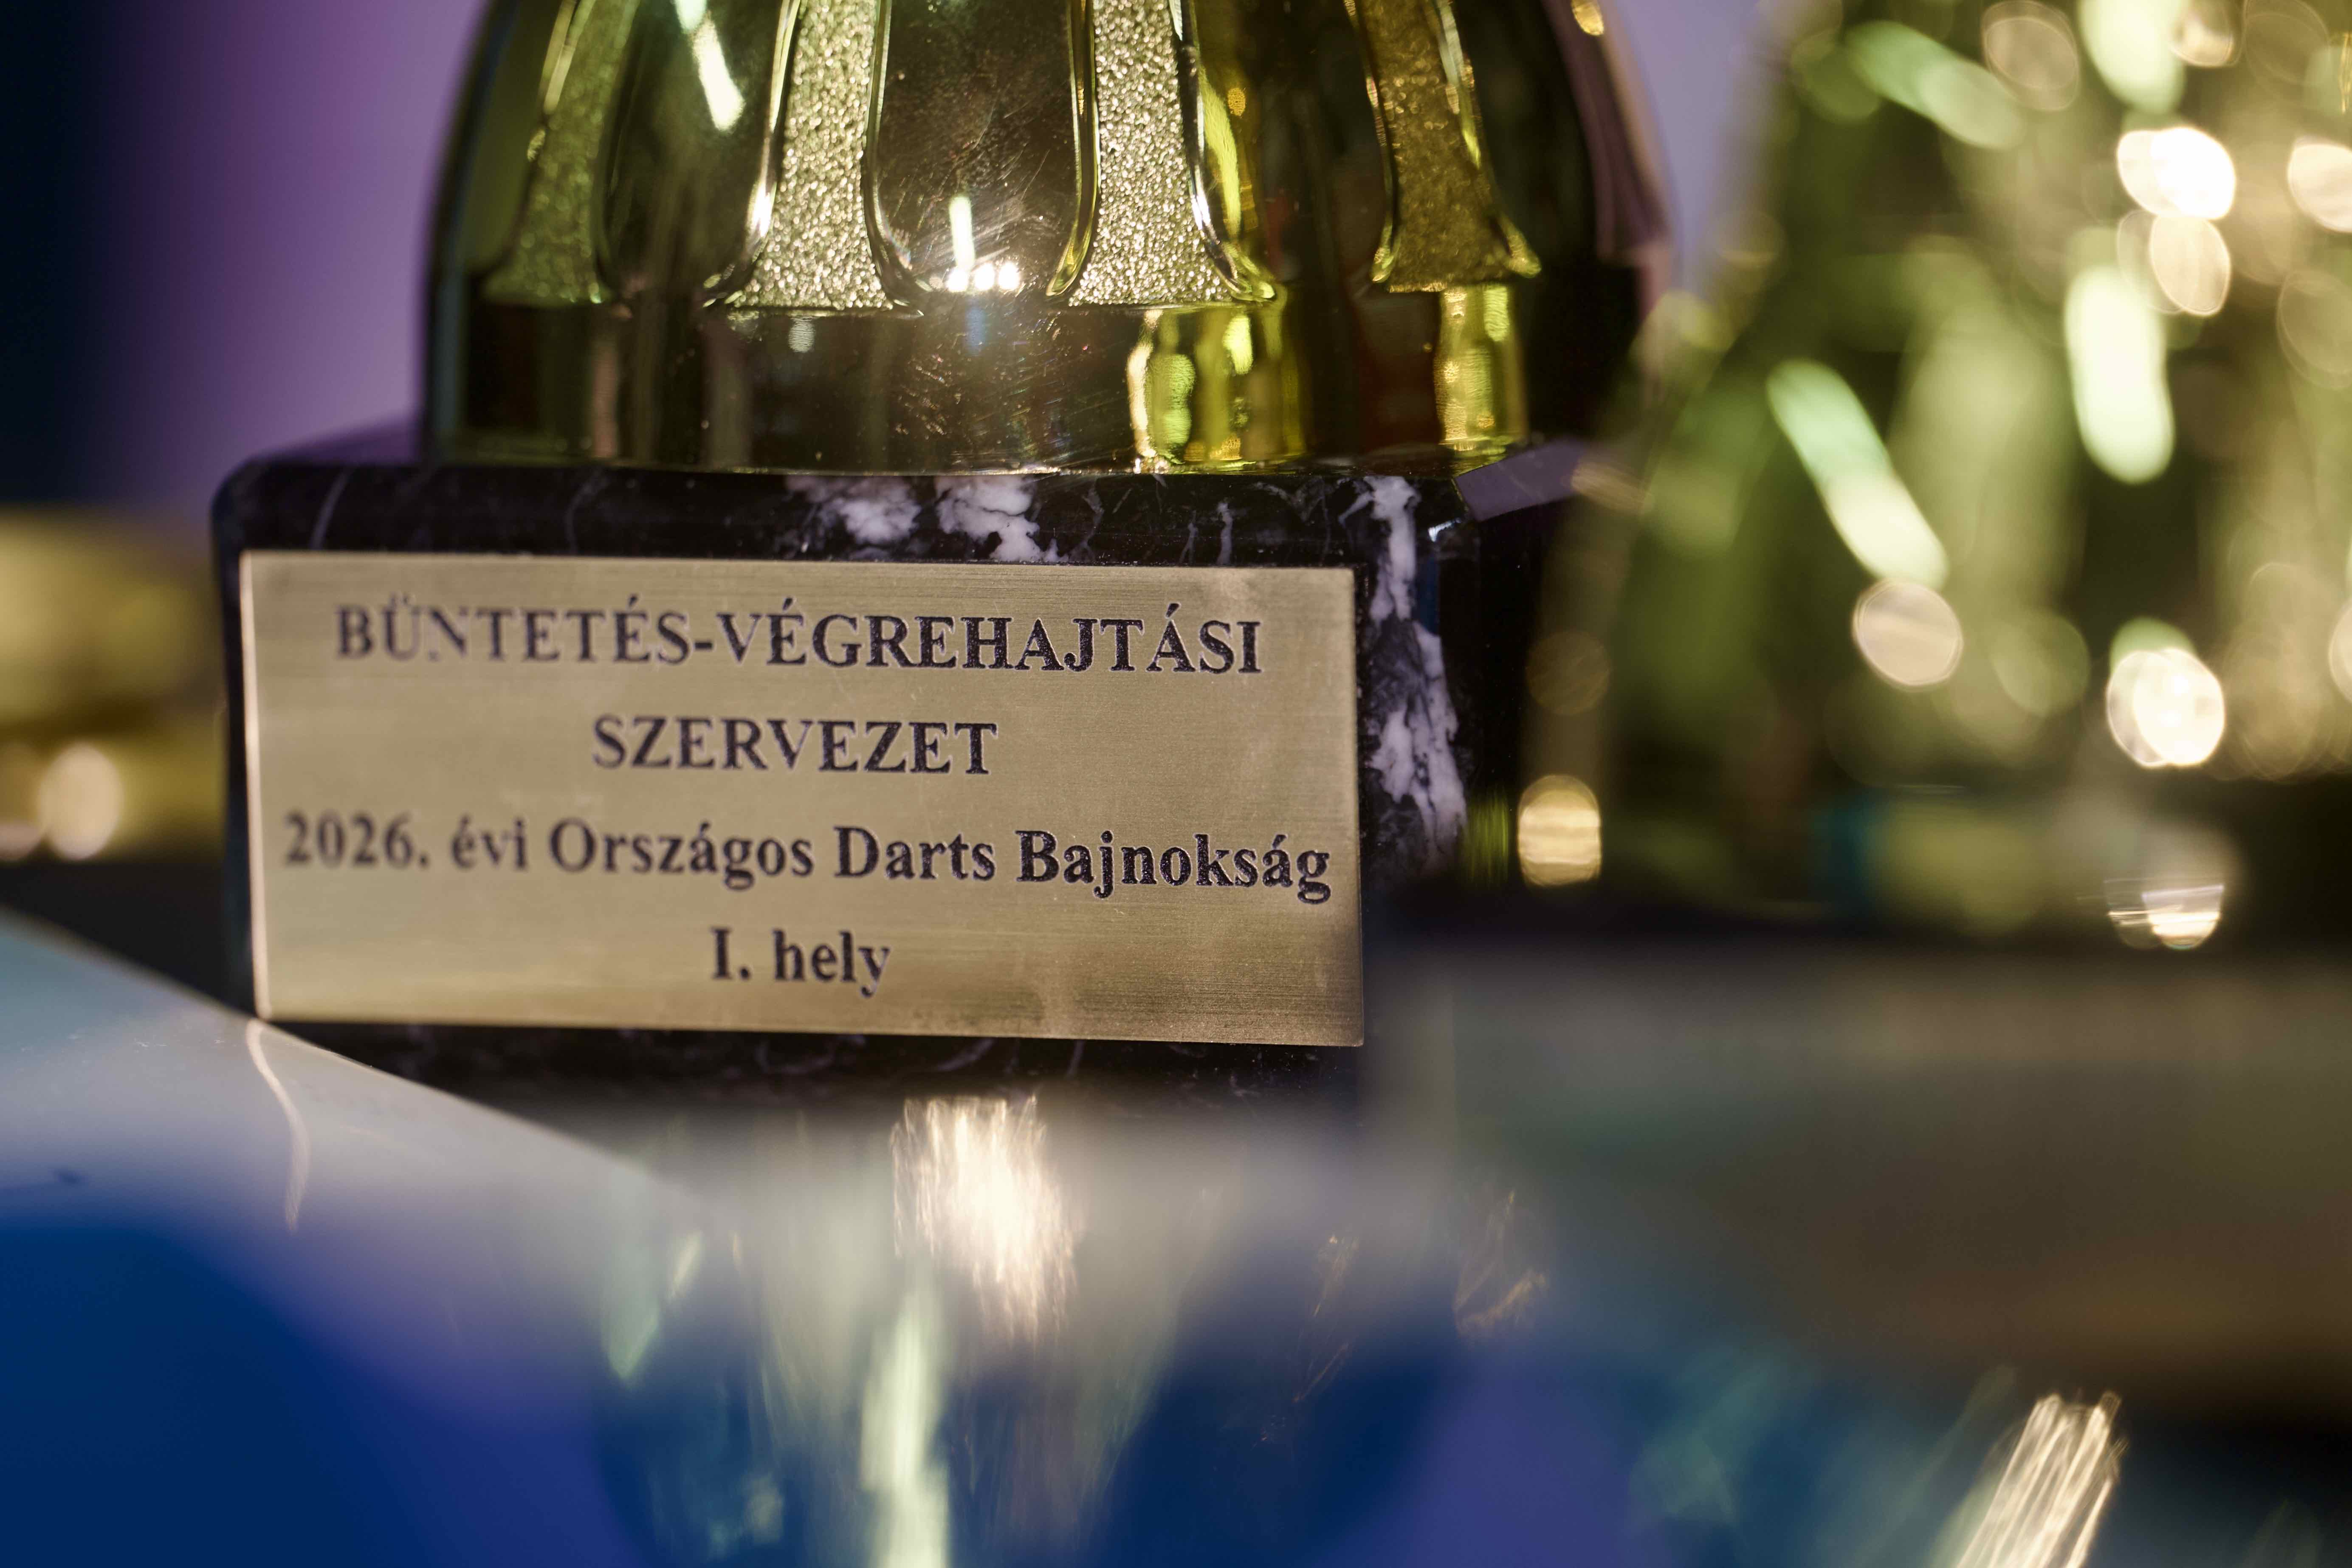 BÜNTETÉS-VÉGREHAJTÁSI
SZERVEZET
2026. évi Országos Darts Bajnokság
I. hely